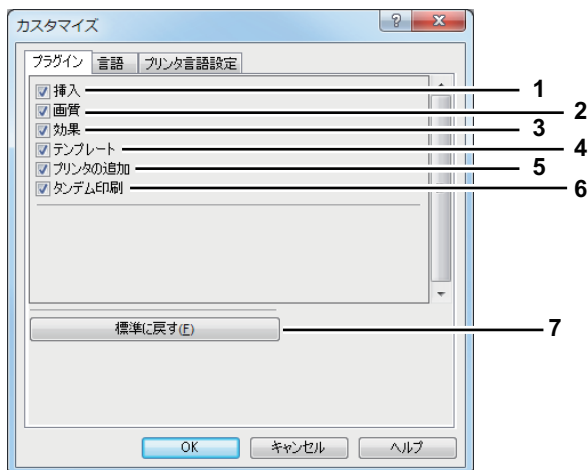 カスタマイズ
プラグイン 言語 プリンタ言語設定
挿入 1
画質 2
効果 3
テンプレート 4
プリンタの追加 5
タンデム印刷 6
標準に戻す(F) 7
OK キャンセル ヘルプ